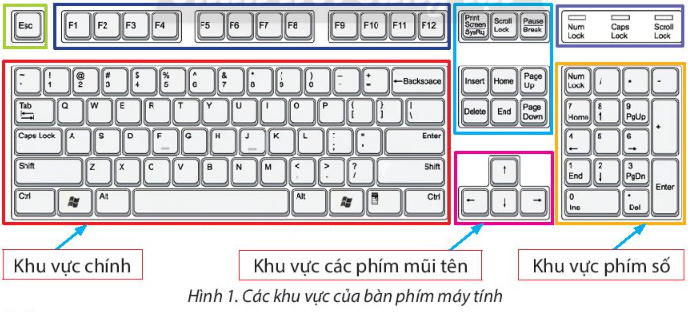 Esc F1 F2 F3 F4 F5 F6 F7 F8 F9 F10 F11 F12 Print Screen SysRq Scroll Lock Pause Break Num Lock Caps Lock Scroll Lock
~ ` ! 1 @ 2 # 3 $ 4 % 5 ^ 6 & 7 * 8 ( 9 ) 0 — - + = ←Backspace Insert Home Page Up Num Lock / * -
Tab Q W E R T Y U I O P { [ } ] | \ Delete End Page Down 7 Home 8 ↑ 9 PgUp +
Caps Lock A S D F G H J K L : ; " ' Enter 4 ← 5 6 →
Shift Z X C V B N M < , > . ? / Shift ↑ 1 End 2 ↓ 3 PgDn Enter
Ctrl Alt Alt Ctrl ← ↓ → 0 Ins . Del
Khu vực chính Khu vực các phím mũi tên Khu vực phím số
Hình 1. Các khu vực của bàn phím máy tính